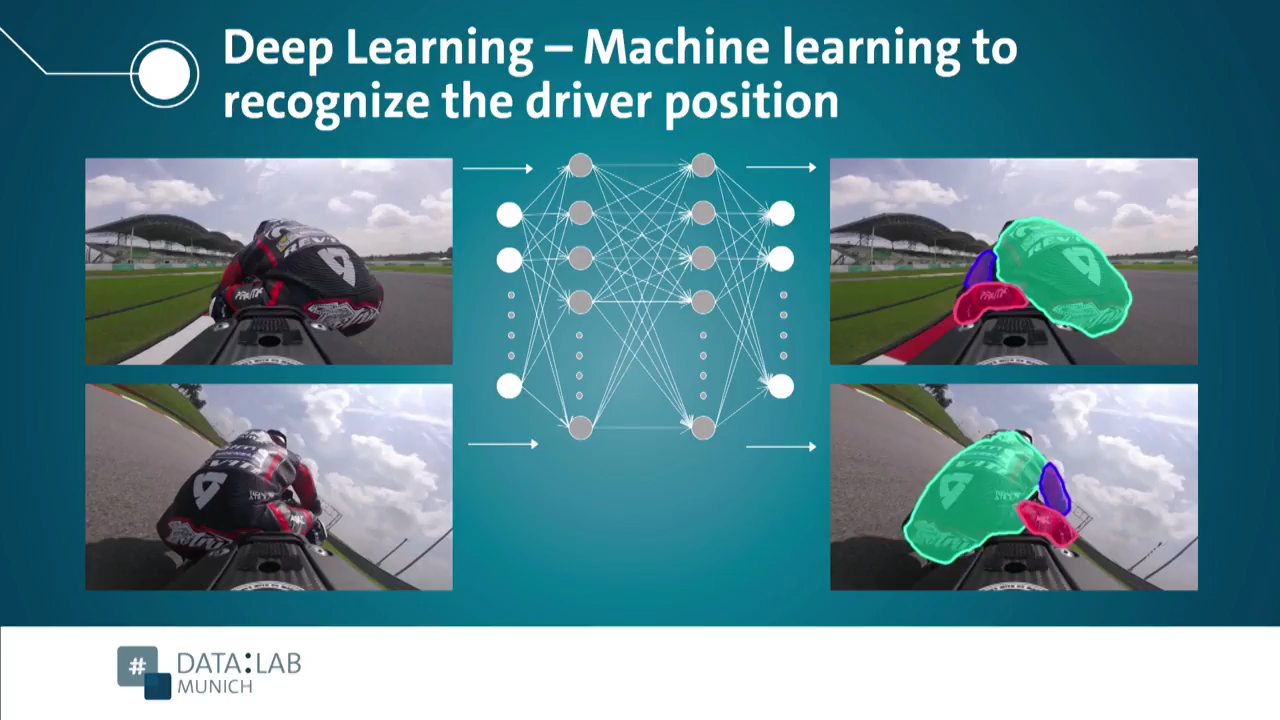 Deep Learning – Machine learning to
recognize the driver position
#
DATA:LAB
MUNICH